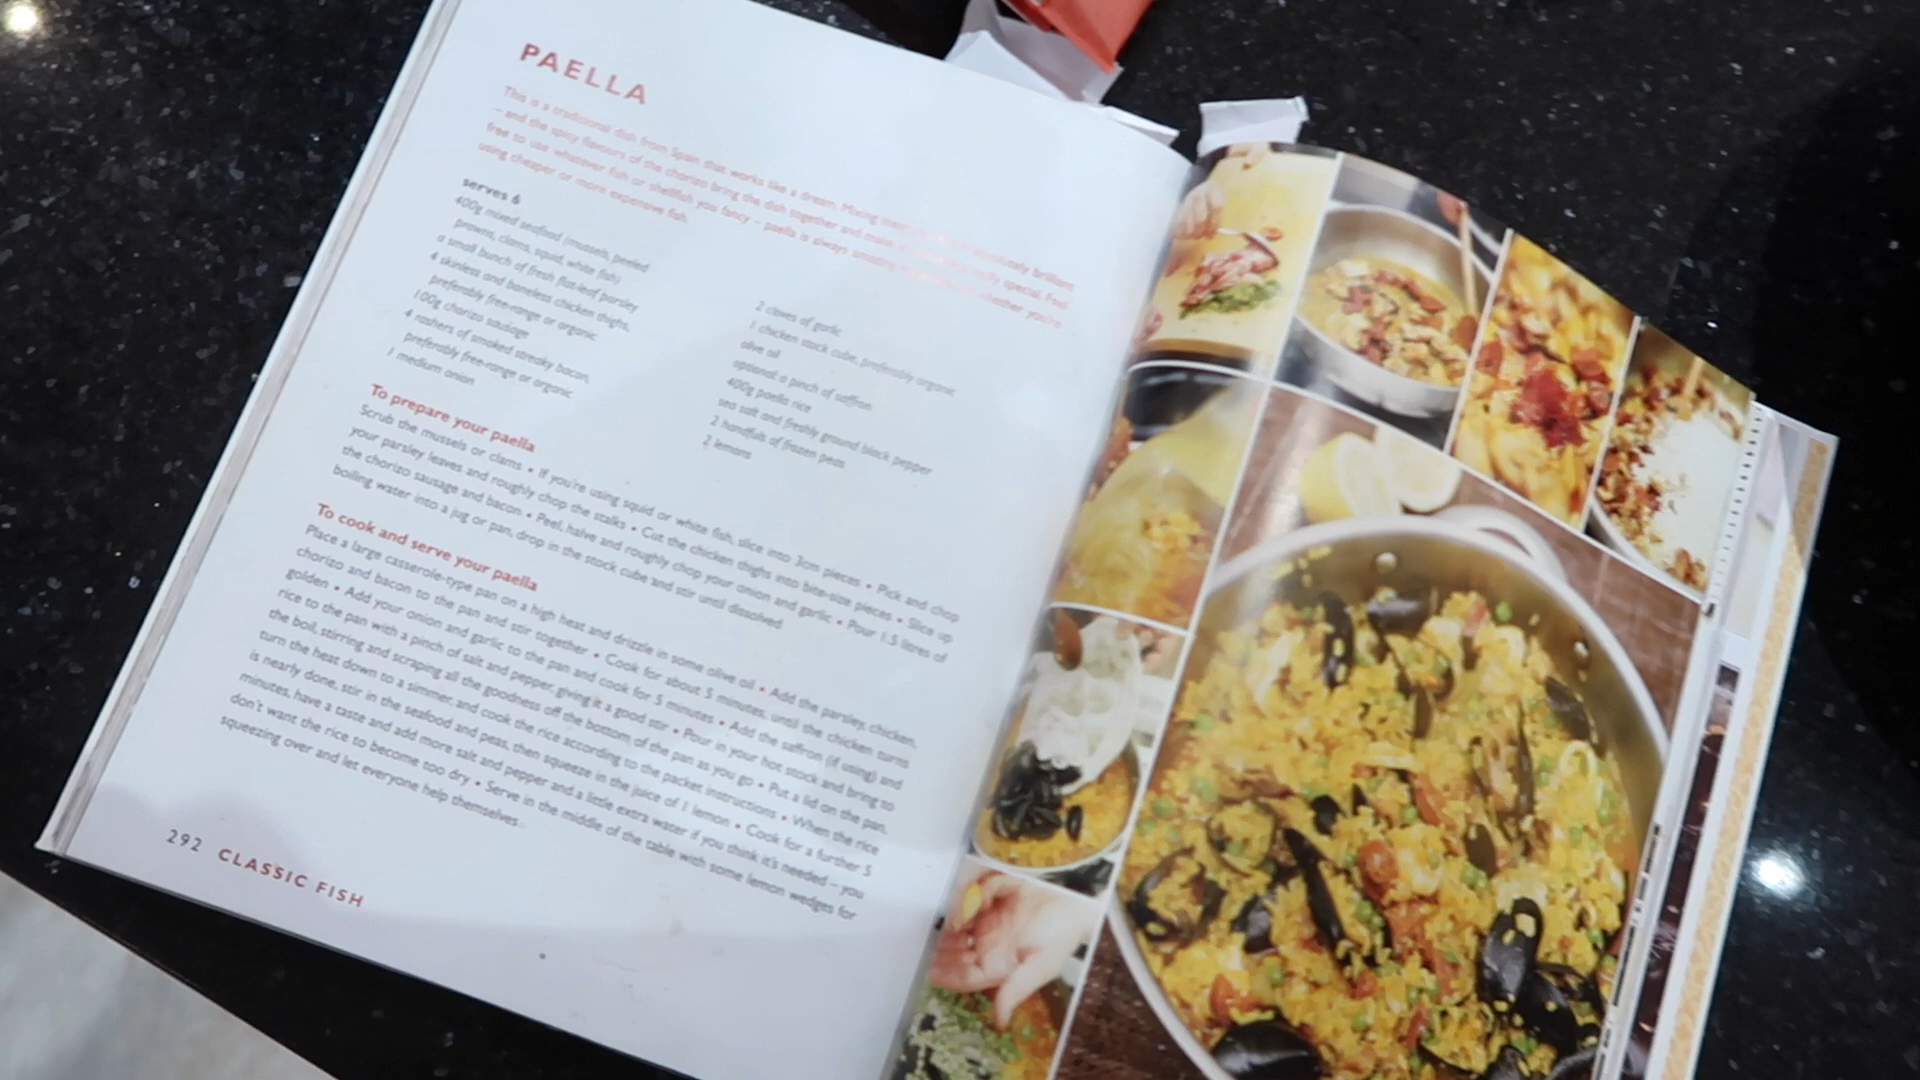 PAELLA
This is a traditional dish from Spain that works like a dream. Mixing meat brilliant
– and the spicy flavours of the chorizo bring the dish together and make it really special. Feel
free to use whatever fish or shellfish you fancy – paella is always amazing whether you're
using cheaper or more expensive fish.
serves 6
400g mixed seafood (mussels, peeled
prawns, clams, squid, white fish)
a small bunch of fresh flat-leaf parsley
4 skinless and boneless chicken thighs,
preferably free-range or organic
100g chorizo sausage
4 rashers of smoked streaky bacon,
preferably free-range or organic
1 medium onion
2 cloves of garlic
1 chicken stock cube, preferably organic
olive oil
optional: a pinch of saffron
400g paella rice
sea salt and freshly ground black pepper
2 handfuls of frozen peas
2 lemons
To prepare your paella
Scrub the mussels or clams • If you're using squid or white fish, slice into 3cm pieces • Pick and chop
your parsley leaves and roughly chop the stalks • Cut the chicken thighs into bite-size pieces • Slice up
the chorizo sausage and bacon • Peel, halve and roughly chop your onion and garlic • Pour 1.5 litres of
boiling water into a jug or pan, drop in the stock cube and stir until dissolved
To cook and serve your paella
Place a large casserole-type pan on a high heat and drizzle in some olive oil • Add the parsley, chicken,
chorizo and bacon to the pan and stir together • Cook for about 5 minutes, until the chicken turns
golden • Add your onion and garlic to the pan and cook for 5 minutes • Add the saffron (if using) and
rice to the pan with a pinch of salt and pepper, giving it a good stir • Pour in your hot stock and bring to
the boil, stirring and scraping all the goodness off the bottom of the pan as you go • Put a lid on the pan,
turn the heat down to a simmer, and cook the rice according to the packet instructions • When the rice
is nearly done, stir in the seafood and peas, then squeeze in the juice of 1 lemon • Cook for a further 5
minutes, have a taste and add more salt and pepper and a little extra water if you think it's needed – you
don't want the rice to become too dry • Serve in the middle of the table with some lemon wedges for
squeezing over and let everyone help themselves
292 CLASSIC FISH